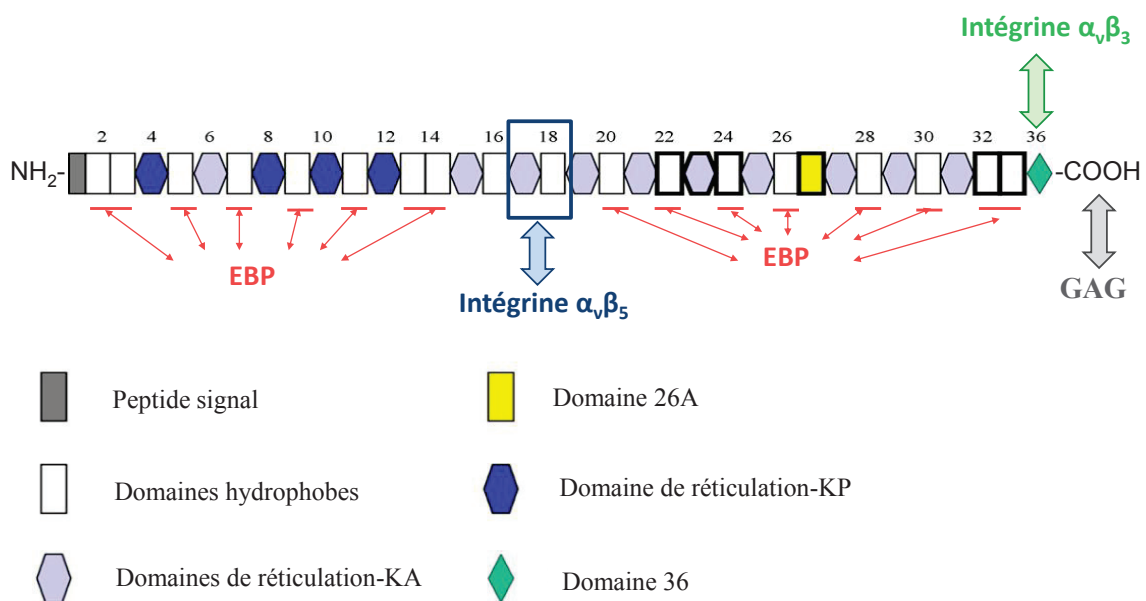 Intégrine αvβ3
2 4 6 8 10 12 14 16 18 20 22 24 26 28 30 32 36
NH2- -COOH
EBP EBP
Intégrine αvβ5 GAG
Peptide signal Domaine 26A
Domaines hydrophobes Domaine de réticulation-KP
Domaines de réticulation-KA Domaine 36